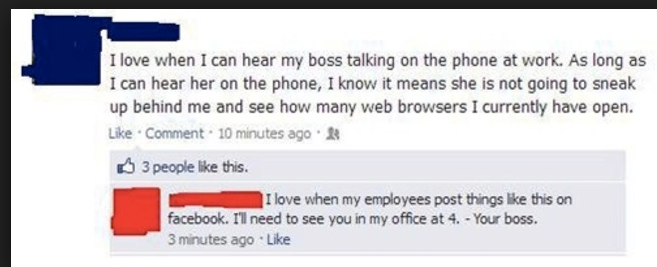 I love when I can hear my boss talking on the phone at work. As long as
I can hear her on the phone, I know it means she is not going to sneak
up behind me and see how many web browsers I currently have open.
Like · Comment · 10 minutes ago ·
3 people like this.
I love when my employees post things like this on
facebook. I'll need to see you in my office at 4. - Your boss.
3 minutes ago · Like